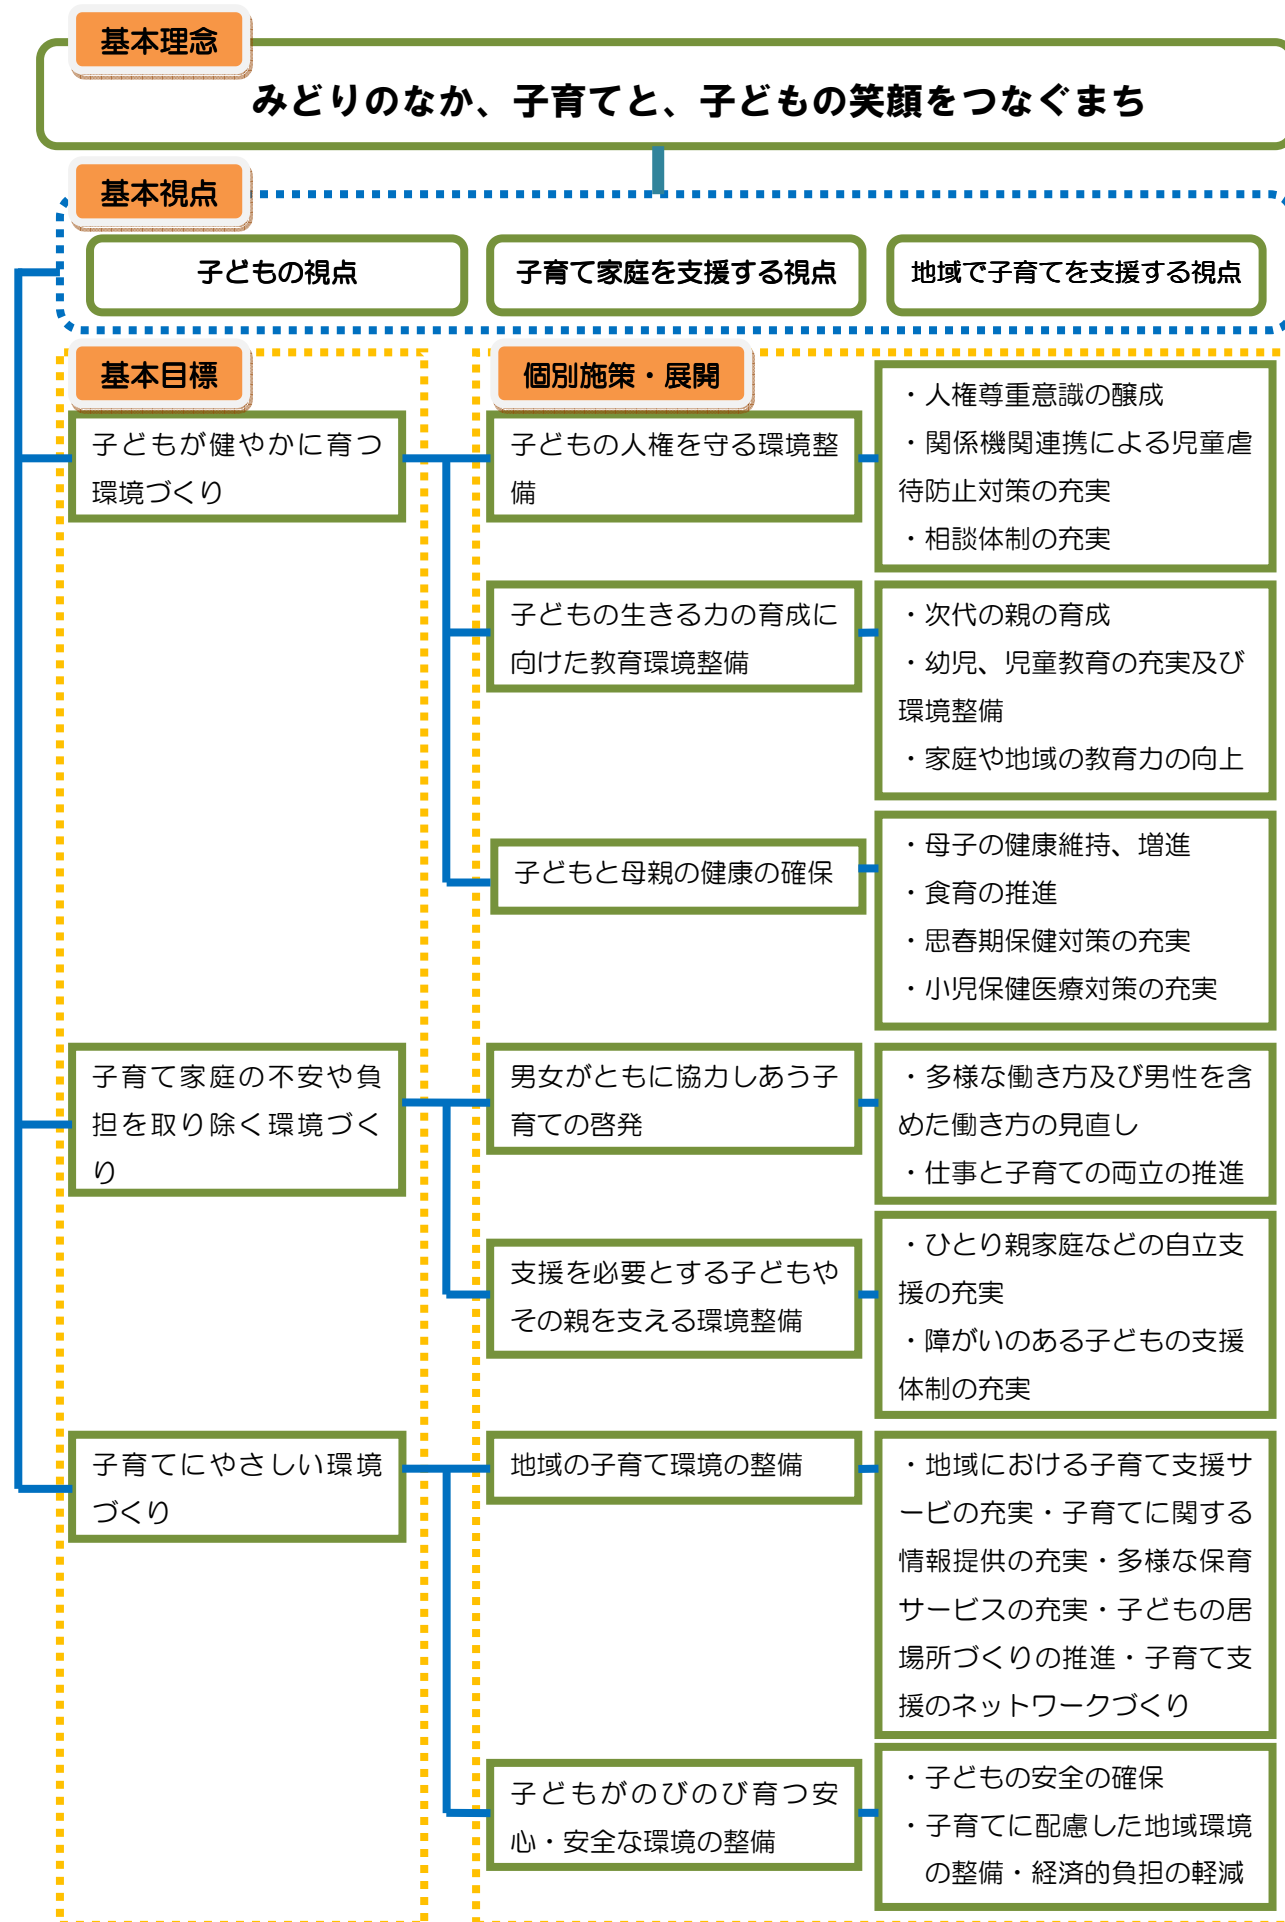 基本理念
みどりのなか、子育てと、子どもの笑顔をつなぐまち
基本視点
子どもの視点
子育て家庭を支援する視点
地域で子育てを支援する視点
基本目標
個別施策・展開
子どもが健やかに育つ
環境づくり
子どもの人権を守る環境整
備
・人権尊重意識の醸成
・関係機関連携による児童虐
待防止対策の充実
・相談体制の充実
子どもの生きる力の育成に
向けた教育環境整備
・次代の親の育成
・幼児、児童教育の充実及び
環境整備
・家庭や地域の教育力の向上
子どもと母親の健康の確保
・母子の健康維持、増進
・食育の推進
・思春期保健対策の充実
・小児保健医療対策の充実
子育て家庭の不安や負
担を取り除く環境づく
り
男女がともに協力しあう子
育ての啓発
・多様な働き方及び男性を含
めた働き方の見直し
・仕事と子育ての両立の推進
支援を必要とする子どもや
その親を支える環境整備
・ひとり親家庭などの自立支
援の充実
・障がいのある子どもの支援
体制の充実
子育てにやさしい環境
づくり
地域の子育て環境の整備
・地域における子育て支援サ
ービの充実・子育てに関する
情報提供の充実・多様な保育
サービスの充実・子どもの居
場所づくりの推進・子育て支
援のネットワークづくり
子どもがのびのび育つ安
心・安全な環境の整備
・子どもの安全の確保
・子育てに配慮した地域環境
の整備・経済的負担の軽減